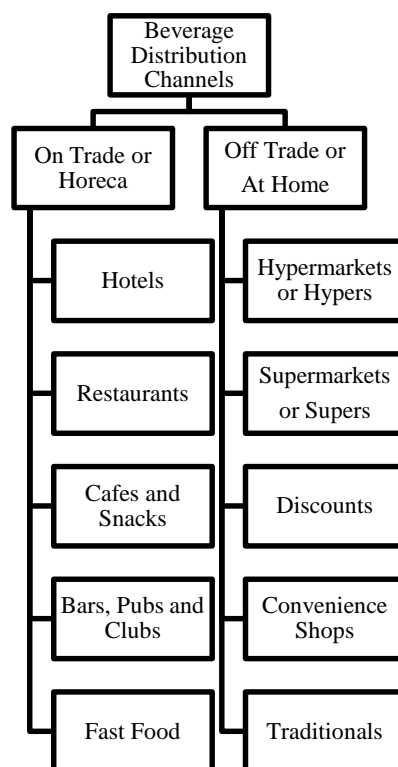 Beverage
Distribution
Channels
On Trade or
Horeca
Off Trade or
At Home
Hotels
Hypermarkets
or Hypers
Restaurants
Supermarkets
or Supers
Cafes and
Snacks
Discounts
Bars, Pubs and
Clubs
Convenience
Shops
Fast Food
Traditionals